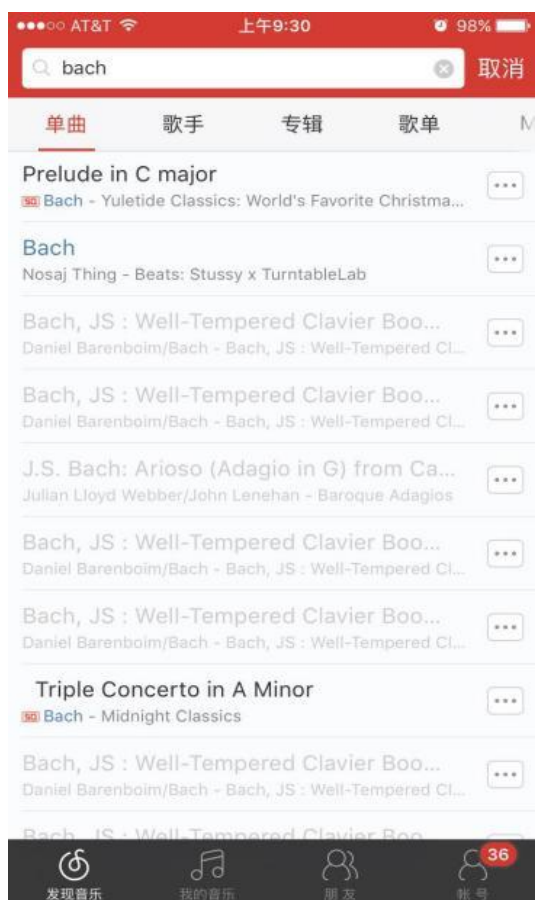 AT&T 上午9:30 98%
bach 取消
单曲 歌手 专辑 歌单 M
Prelude in C major
SQ Bach - Yuletide Classics: World's Favorite Christma...
Bach
Nosaj Thing - Beats: Stussy x TurntableLab
Bach, JS : Well-Tempered Clavier Boo...
Daniel Barenboim/Bach - Bach, JS : Well-Tempered Cl...
Bach, JS : Well-Tempered Clavier Boo...
Daniel Barenboim/Bach - Bach, JS : Well-Tempered Cl...
J.S. Bach: Arioso (Adagio in G) from Ca...
Julian Lloyd Webber/John Lenehan - Baroque Adagios
Bach, JS : Well-Tempered Clavier Boo...
Daniel Barenboim/Bach - Bach, JS : Well-Tempered Cl...
Bach, JS : Well-Tempered Clavier Boo...
Daniel Barenboim/Bach - Bach, JS : Well-Tempered Cl...
Triple Concerto in A Minor
SQ Bach - Midnight Classics
Bach, JS : Well-Tempered Clavier Boo...
Daniel Barenboim/Bach - Bach, JS : Well-Tempered Cl...
Bach, JS : Well-Tempered Clavier Boo...
36
发现音乐 我的音乐 朋友 帐号